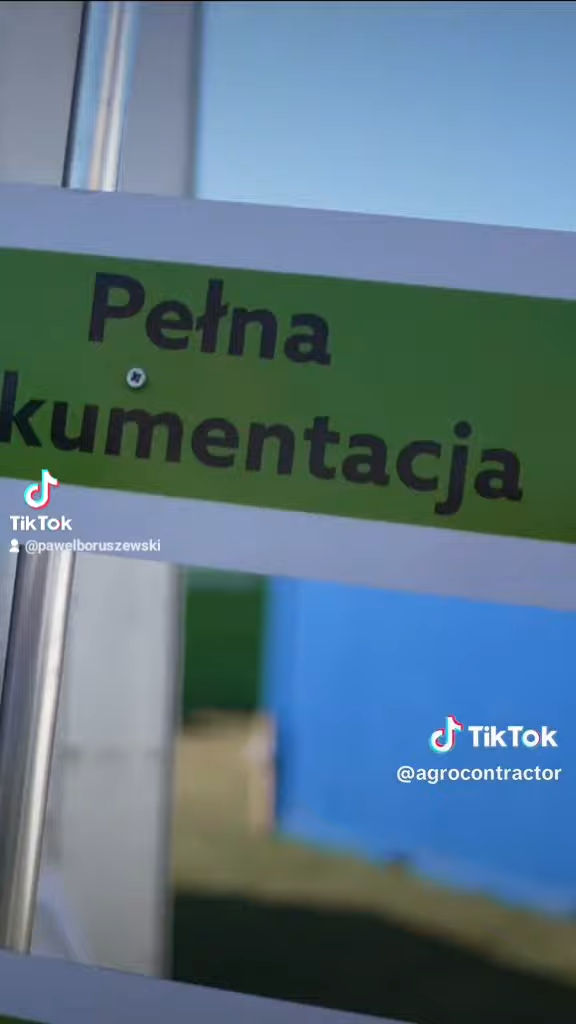 Pełna
kumentacja
TikTok
@pawelboruszewski
TikTok
@agrocontractor